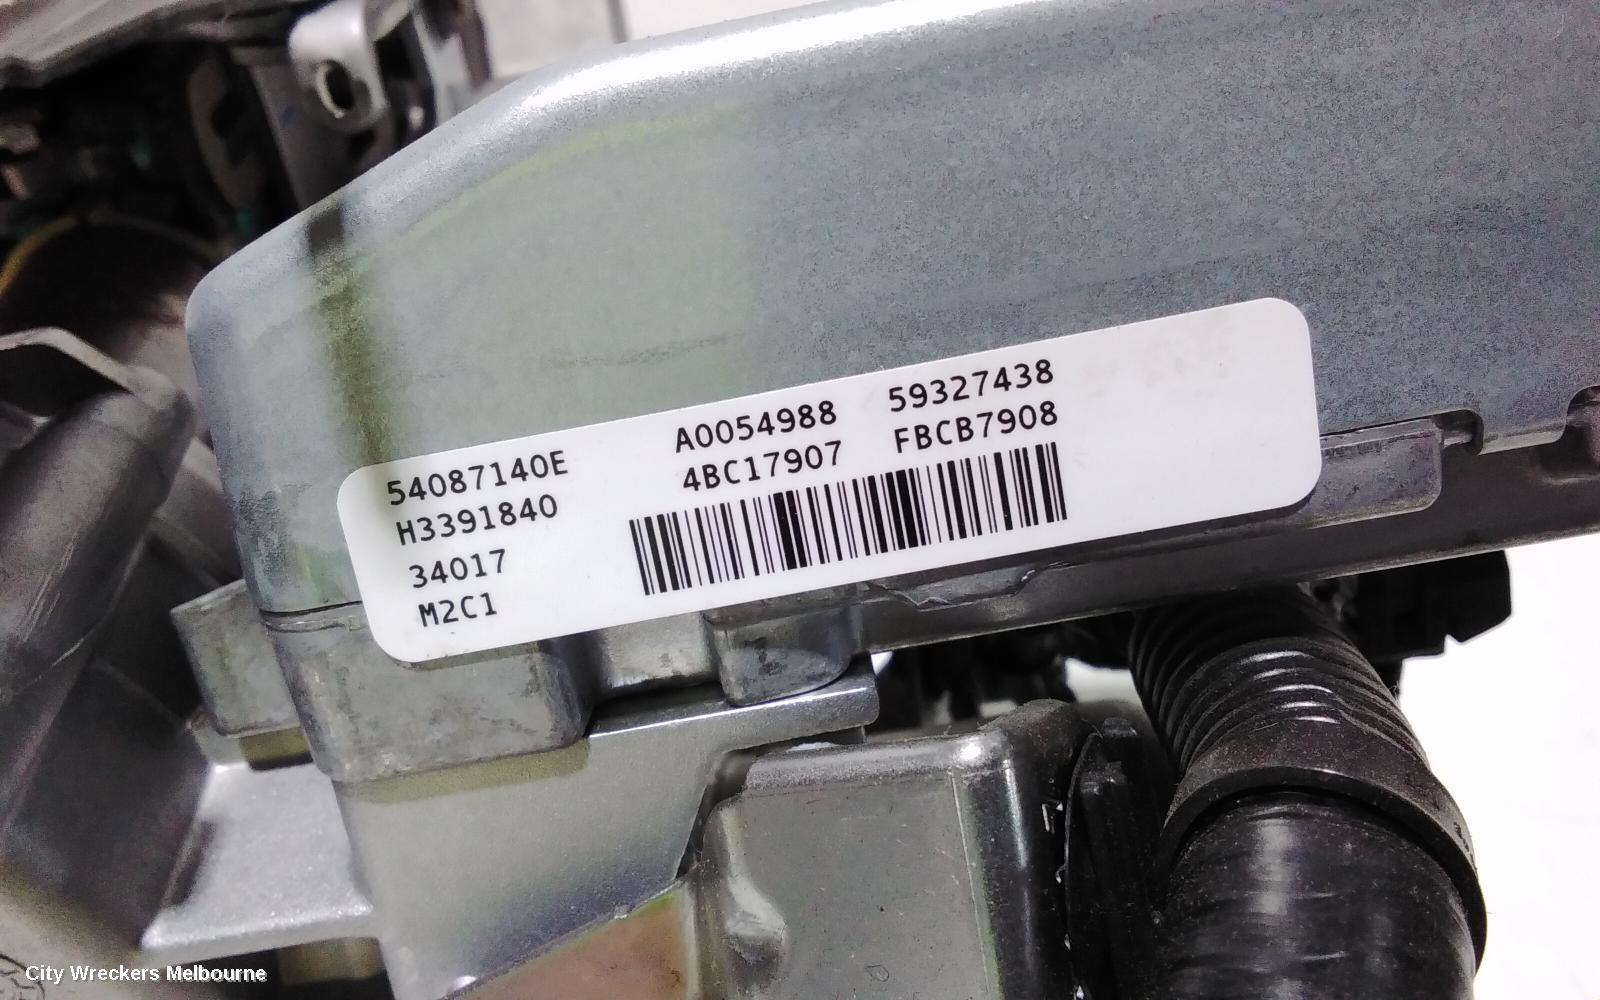 54087140E
H3391840
34017
M2C1
A0054988 59327438
4BC17907 FBCB7908
City Wreckers Melbourne